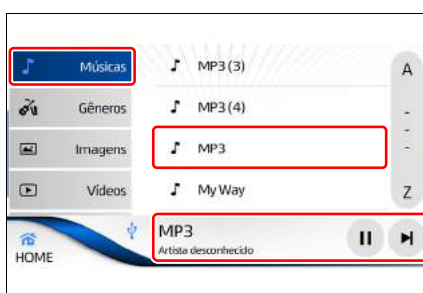 Músicas
Gêneros
Imagens
Vídeos
MP3 (3)
MP3 (4)
MP3
My Way
A
Z
HOME
MP3
Artista desconhecido